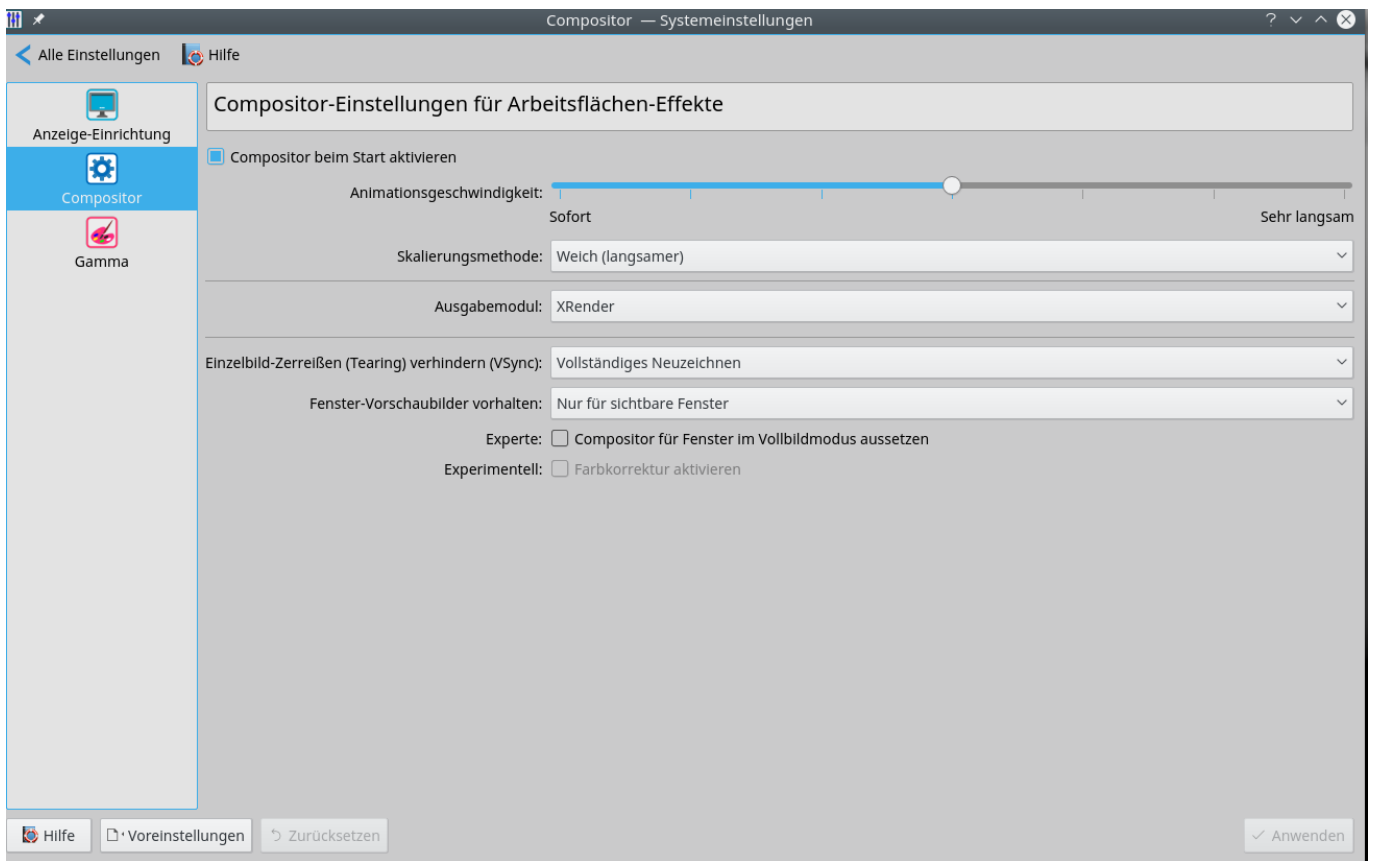 Compositor — Systemeinstellungen
Alle Einstellungen Hilfe
Anzeige-Einrichtung
Compositor
Gamma
Compositor-Einstellungen für Arbeitsflächen-Effekte
Compositor beim Start aktivieren
Animationsgeschwindigkeit:
Sofort Sehr langsam
Skalierungsmethode: Weich (langsamer)
Ausgabemodul: XRender
Einzelbild-Zerreißen (Tearing) verhindern (VSync): Vollständiges Neuzeichnen
Fenster-Vorschaubilder vorhalten: Nur für sichtbare Fenster
Experte: Compositor für Fenster im Vollbildmodus aussetzen
Experimentell: Farbkorrektur aktivieren
Hilfe Voreinstellungen Zurücksetzen Anwenden